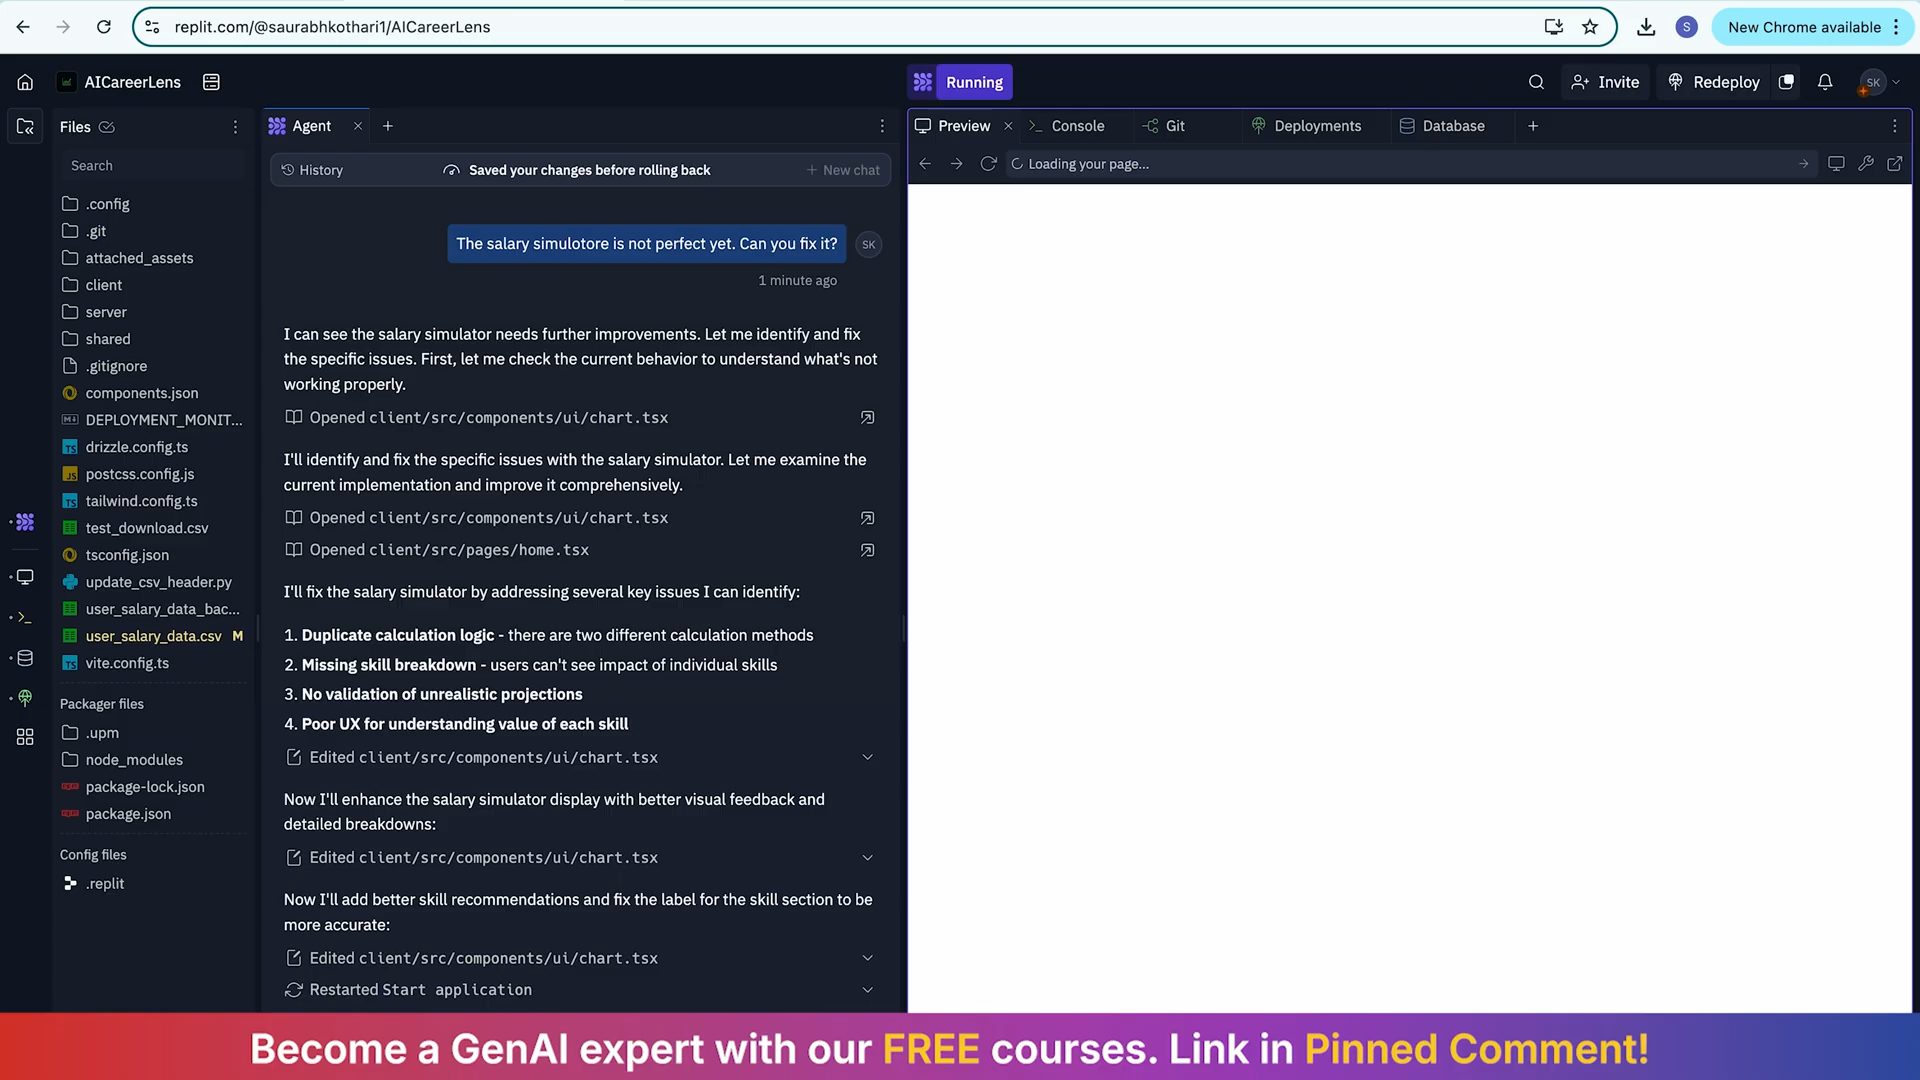 replit.com/@saurabhkothari1/AICareerLens
S
New Chrome available
AICareerLens
Running
Invite
Redeploy
SK
Files
Agent
Preview
Console
Git
Deployments
Database
Search
History
Saved your changes before rolling back
New chat
Loading your page...
.config
.git
attached_assets
client
server
shared
.gitignore
components.json
DEPLOYMENT_MONIT...
drizzle.config.ts
postcss.config.js
tailwind.config.ts
test_download.csv
tsconfig.json
update_csv_header.py
user_salary_data_bac...
user_salary_data.csv M
vite.config.ts
Packager files
.upm
node_modules
package-lock.json
package.json
Config files
.replit
The salary simulotore is not perfect yet. Can you fix it?
SK
1 minute ago
I can see the salary simulator needs further improvements. Let me identify and fix
the specific issues. First, let me check the current behavior to understand what's not
working properly.
Opened client/src/components/ui/chart.tsx
I'll identify and fix the specific issues with the salary simulator. Let me examine the
current implementation and improve it comprehensively.
Opened client/src/components/ui/chart.tsx
Opened client/src/pages/home.tsx
I'll fix the salary simulator by addressing several key issues I can identify:
1. Duplicate calculation logic - there are two different calculation methods
2. Missing skill breakdown - users can't see impact of individual skills
3. No validation of unrealistic projections
4. Poor UX for understanding value of each skill
Edited client/src/components/ui/chart.tsx
Now I'll enhance the salary simulator display with better visual feedback and
detailed breakdowns:
Edited client/src/components/ui/chart.tsx
Now I'll add better skill recommendations and fix the label for the skill section to be
more accurate:
Edited client/src/components/ui/chart.tsx
Restarted Start application
Become a GenAI expert with our FREE courses. Link in Pinned Comment!